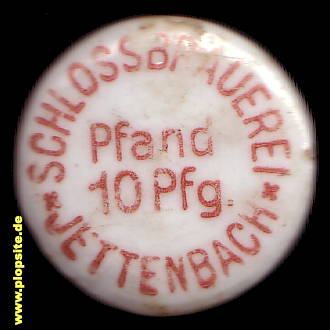 SCHLOSSBRAUEREI
Pfand
10 Pfg.
* JETTENBACH *
www.plopsite.de